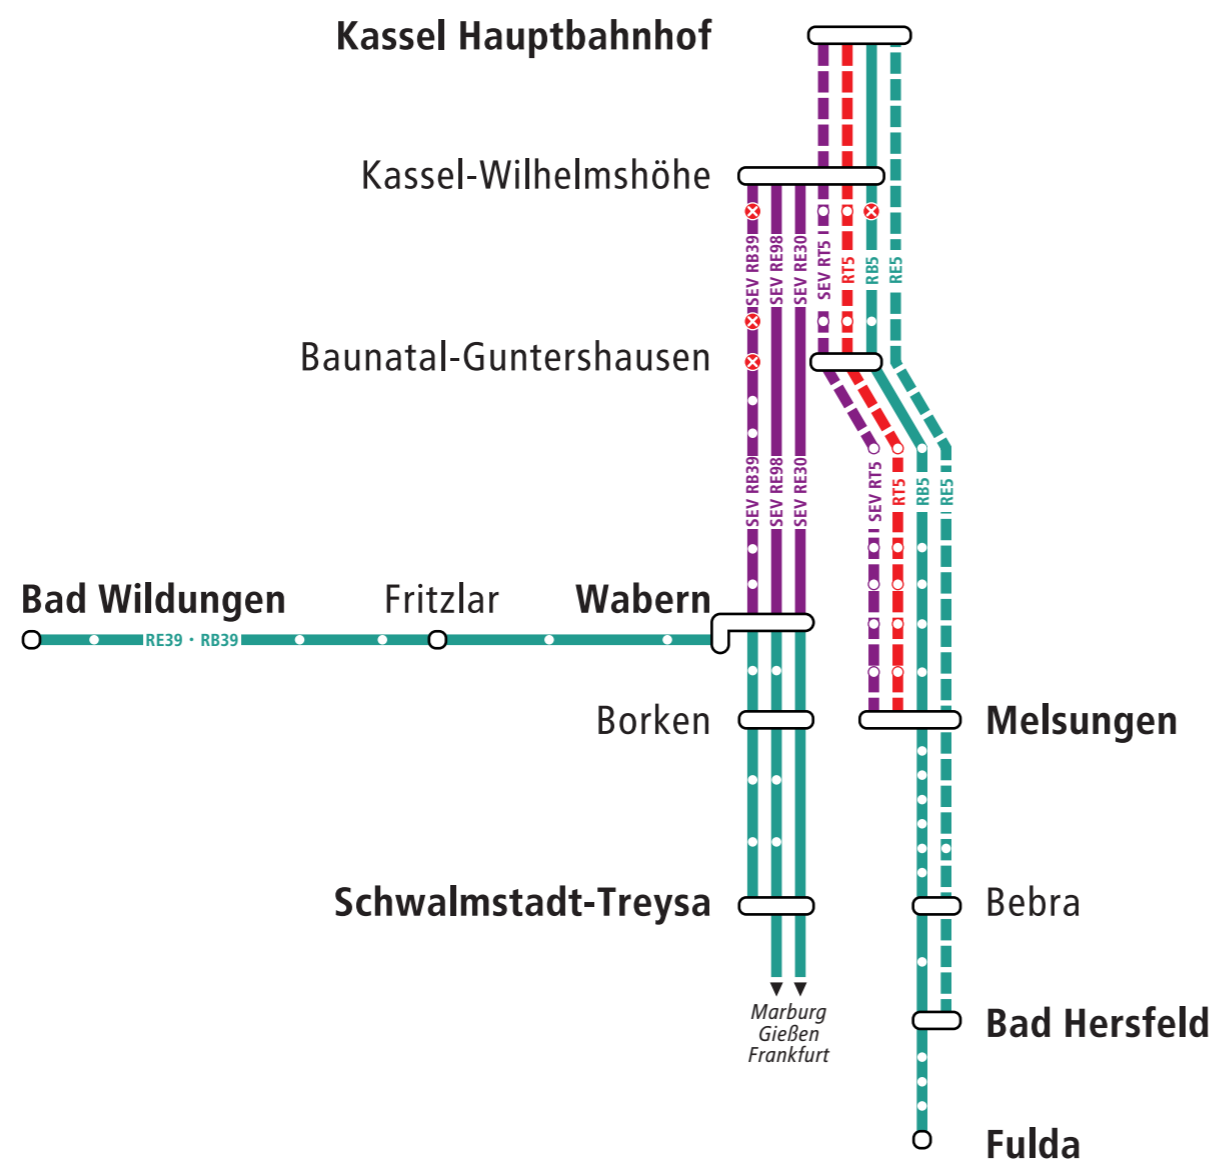 Kassel Hauptbahnhof
Kassel-Wilhelmshöhe
SEV RB39
SEV RE98
SEV RE30
SEV RT5
RT5
RB5
RE5
Baunatal-Guntershausen
SEV RB39
SEV RE98
SEV RE30
SEV RT5
RT5
RB5
RE5
Bad Wildungen
Fritzlar
Wabern
RE39 • RB39
Borken
Melsungen
Schwalmstadt-Treysa
Bebra
Marburg
Gießen
Frankfurt
Bad Hersfeld
Fulda